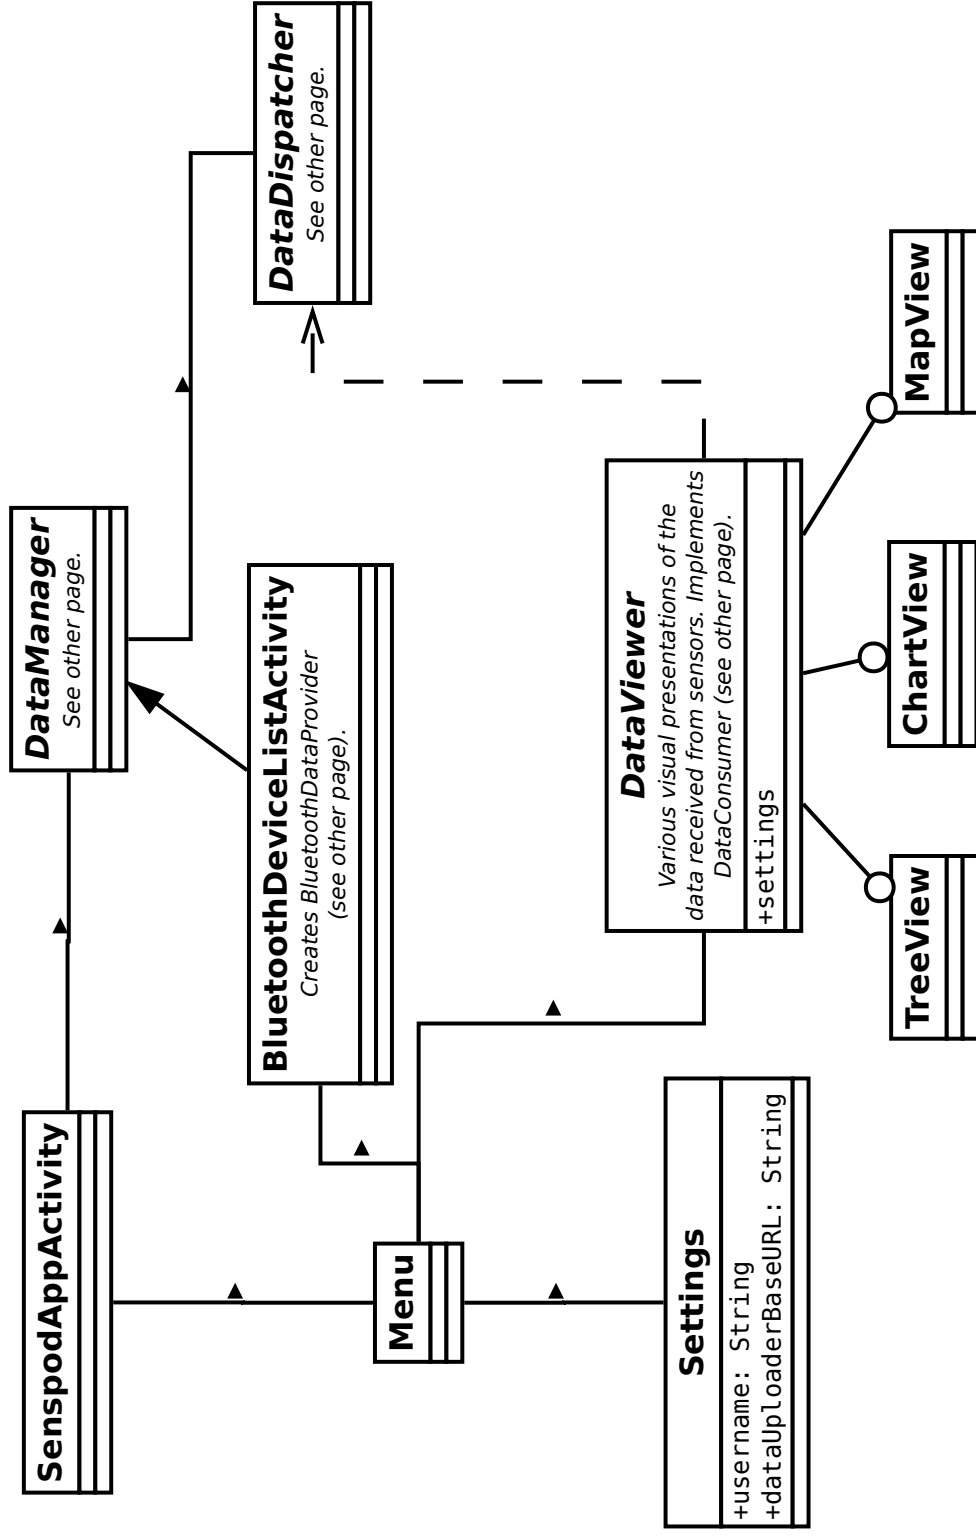 SenspodAppActivity
DataManager
See other page.
BluetoothDeviceListActivity
Creates BluetoothDataProvider
(see other page).
DataDispatcher
See other page.
Menu
DataViewer
Various visual presentations of the
data received from sensors. Implements
DataConsumer (see other page).
+settings
Settings
+username: String
+dataUploaderBaseURL: String
TreeView
ChartView
MapView